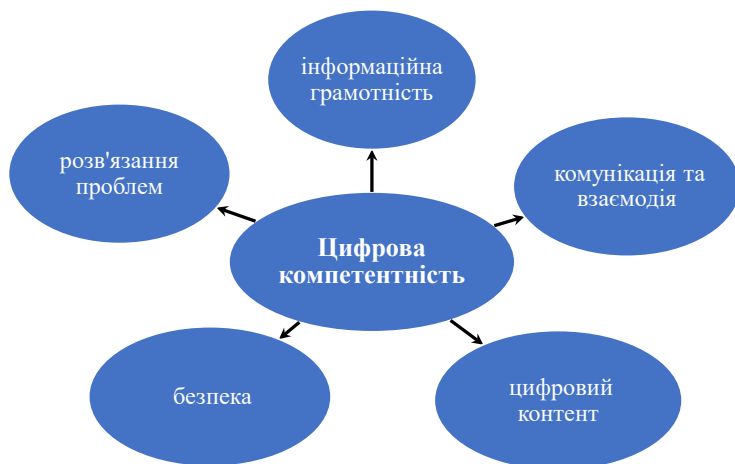 інформаційна
грамотність
розв'язання
проблем
комунікація та
взаємодія
Цифрова
компетентність
безпека
цифровий
контент